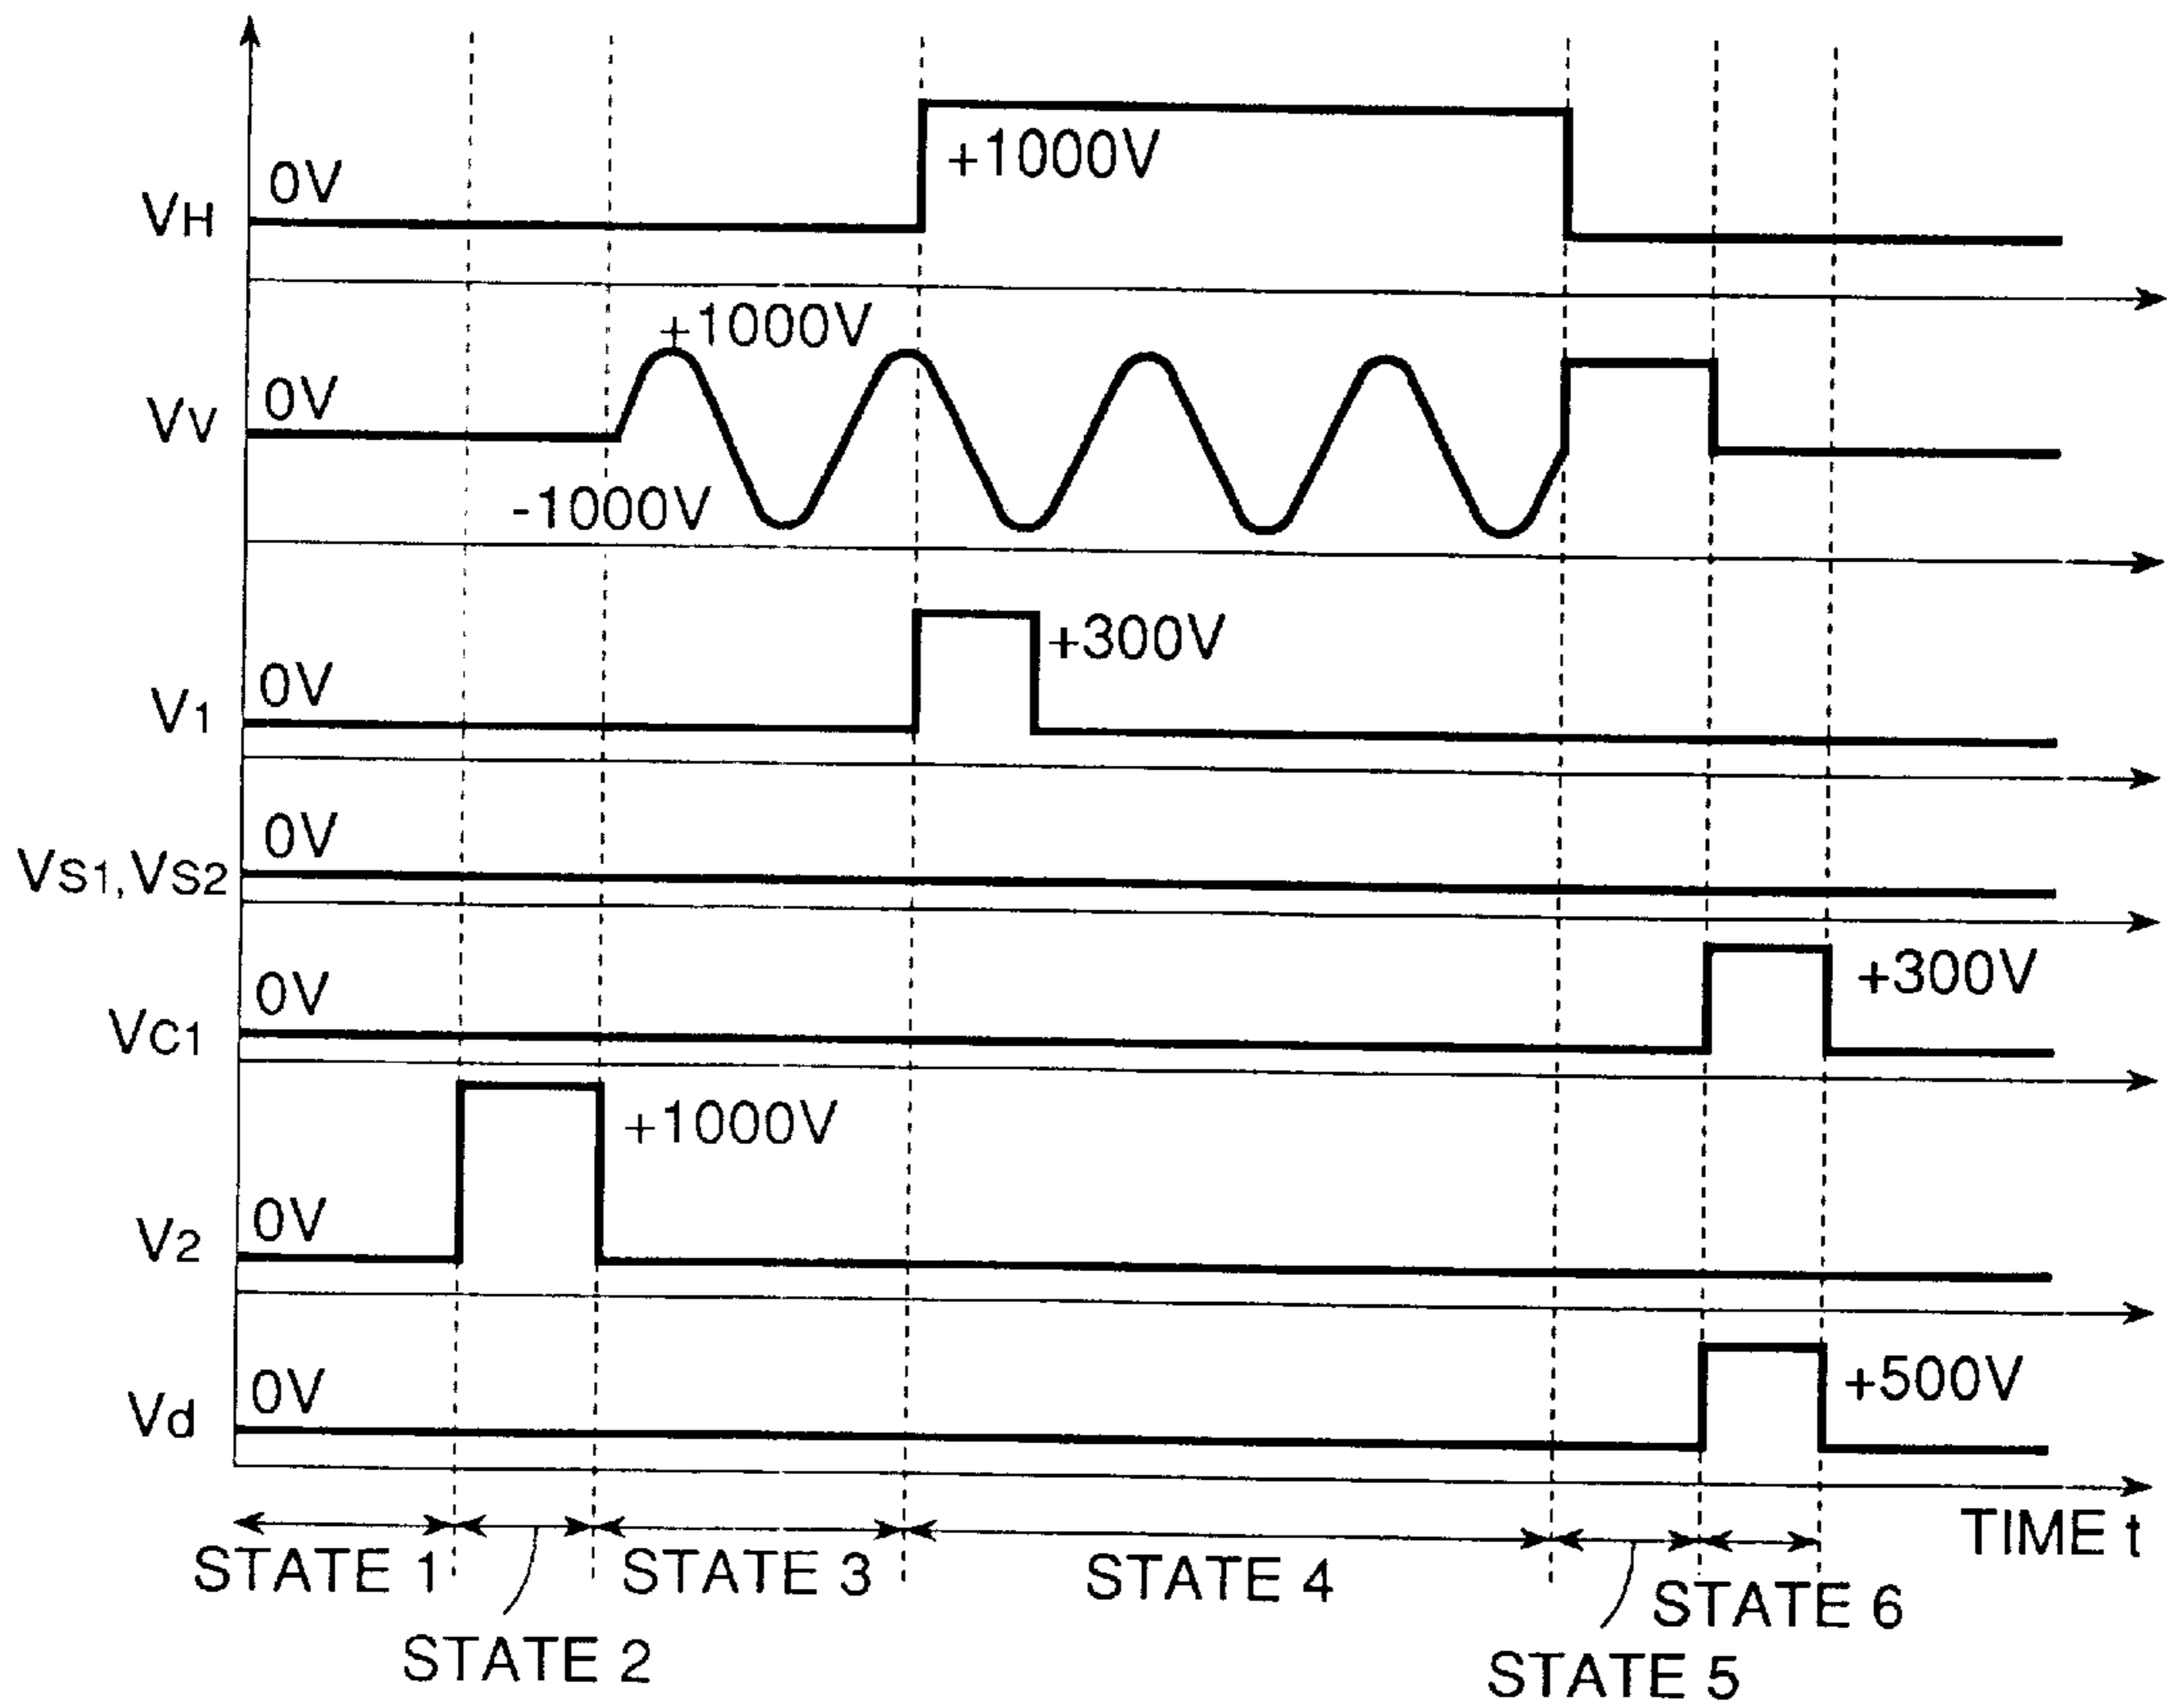 0V
+1000V
VH
+1000V
0V
VV
-1000V
+300V
0V
V1
0V
VS1,VS2
0V
+300V
VC1
+1000V
0V
V2
0V
+500V
Vd
TIME t
STATE 1
STATE 3
STATE 4
STATE 6
STATE 2
STATE 5